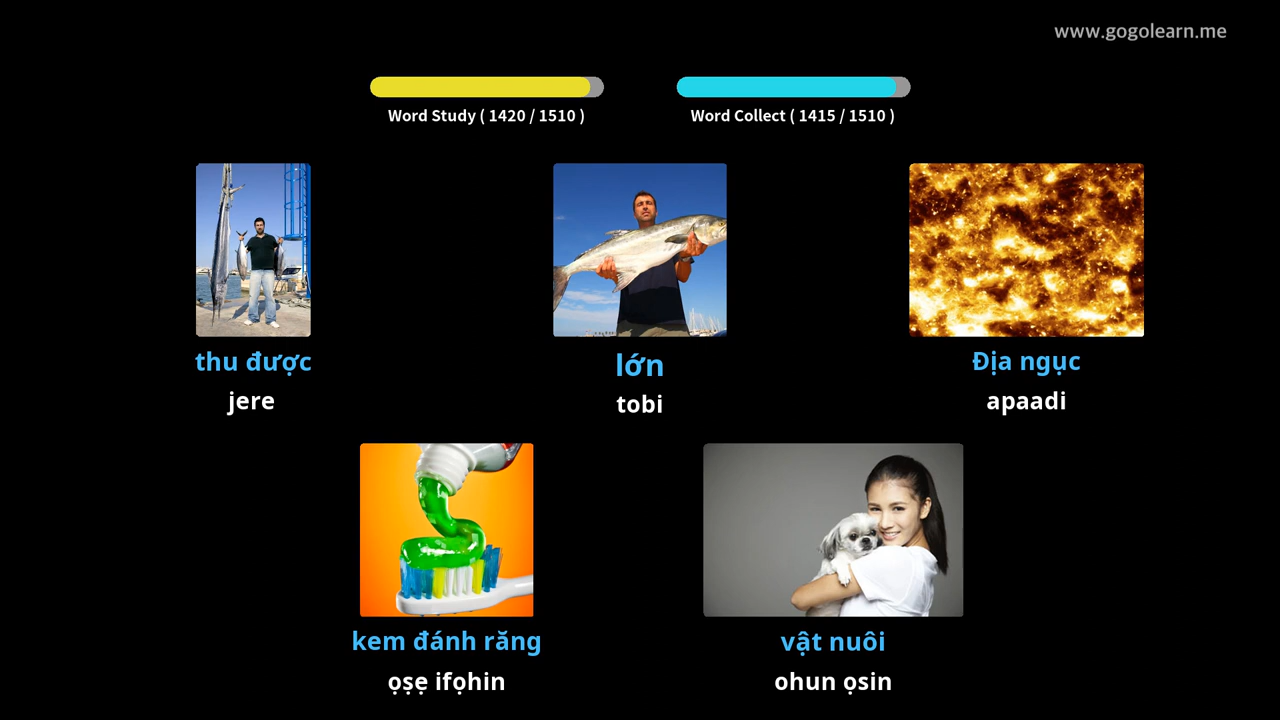 www.gogolearn.me
Word Study ( 1420 / 1510 )
Word Collect ( 1415 / 1510 )
thu được
jere
lớn
tobi
Địa ngục
apaadi
kem đánh răng
ọṣẹ ifọhin
vật nuôi
ohun ọsin